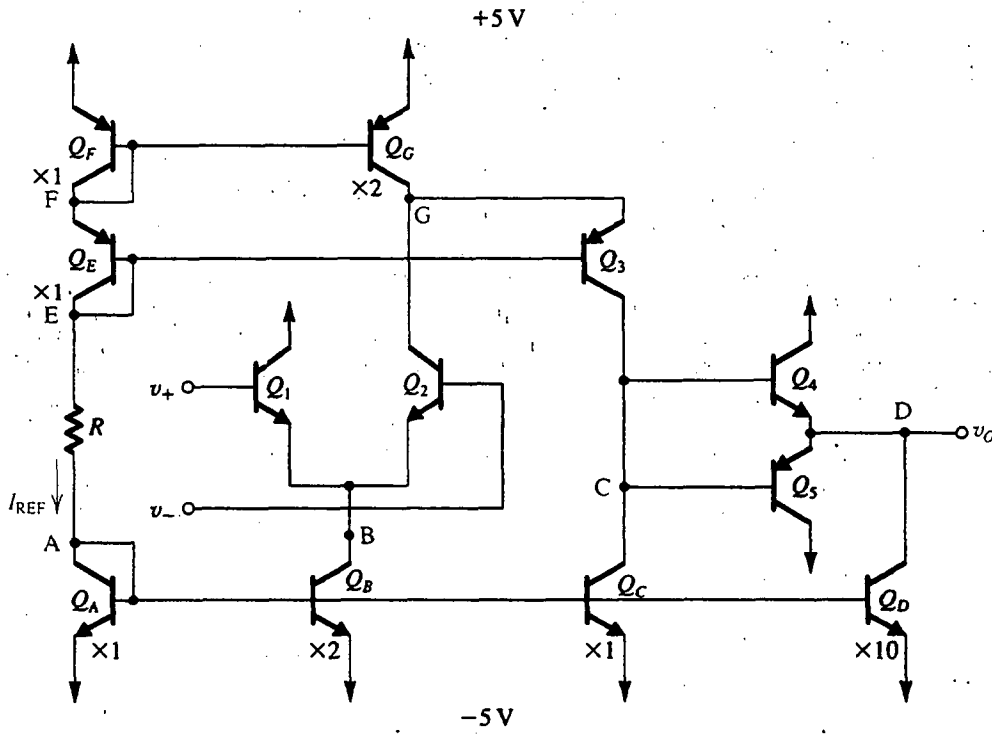 +5 V
Q_F
×1
F
Q_G
×2
G
Q_E
×1
E
Q_3
R
v_+
Q_1
Q_2
Q_4
D
v_O
I_REF
v_−
C
Q_5
A
B
Q_A
×1
Q_B
×2
Q_C
×1
Q_D
×10
−5 V